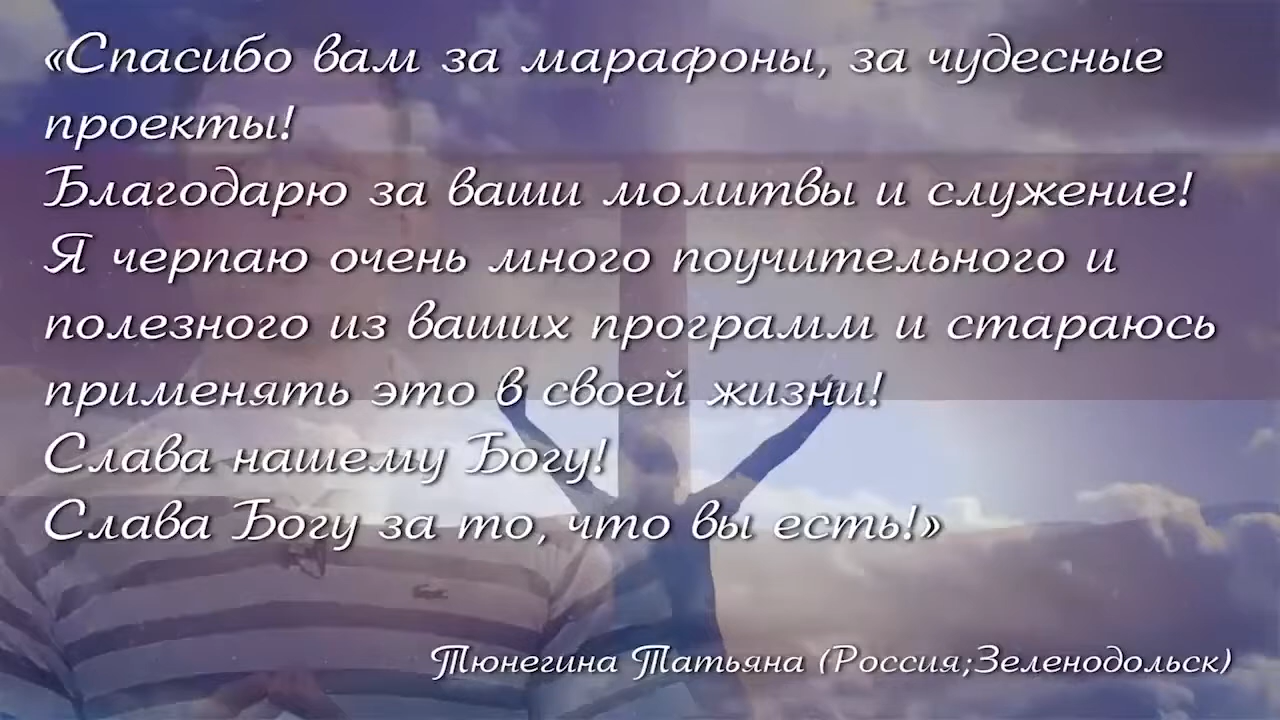 «Спасибо вам за марафоны, за чудесные
проекты!
Благодарю за ваши молитвы и служение!
Я черпаю очень много поучительного и
полезного из ваших программ и стараюсь
применять это в своей жизни!
Слава нашему Богу!
Слава Богу за то, что вы есть!»
Тюнегина Татьяна (Россия;Зеленодольск)